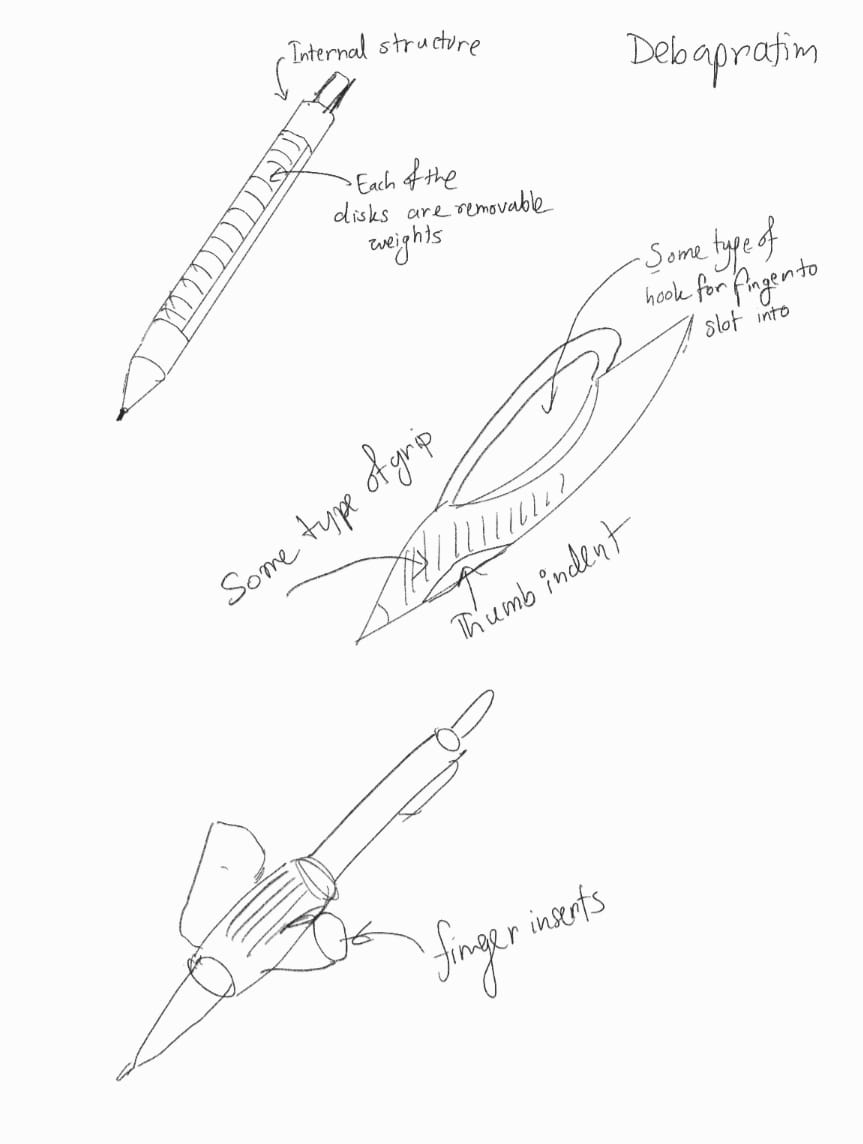 Internal structure
Debapratim
Each of the
disks are removable
weights
Some type of
hook for finger to
slot into
Some type of grip
Thumb indent
finger inserts